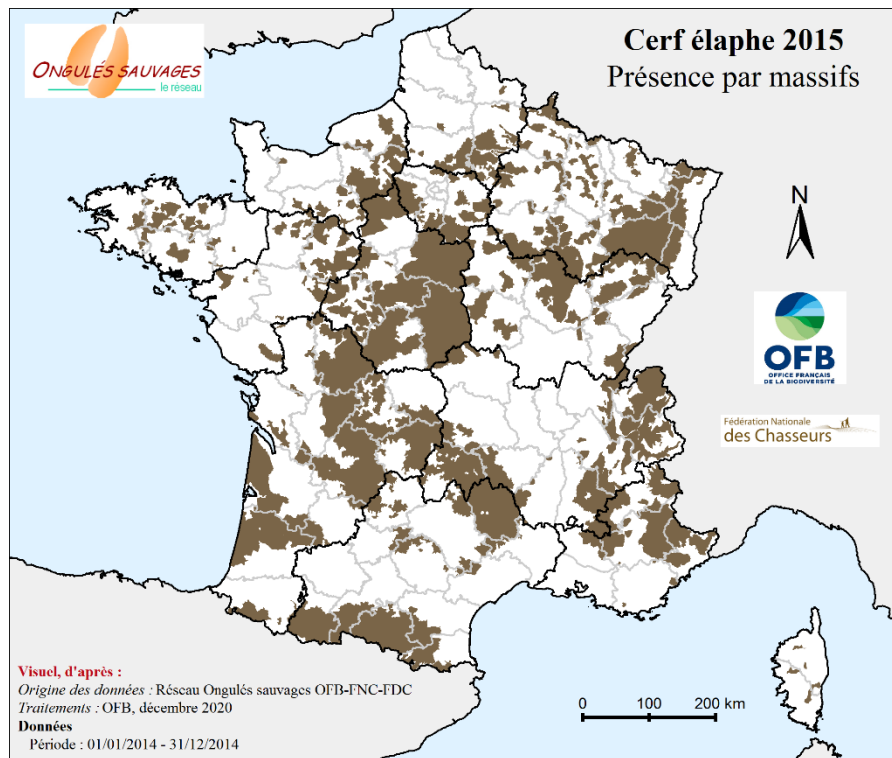 ONGULÉS SAUVAGES
le réseau
Cerf élaphe 2015
Présence par massifs
N
OFB
OFFICE FRANÇAIS
DE LA BIODIVERSITÉ
Fédération Nationale
des Chasseurs
Visuel, d'après :
Origine des données : Réseau Ongulés sauvages OFB-FNC-FDC
Traitements : OFB, décembre 2020
Données
Période : 01/01/2014 - 31/12/2014
0 100 200 km